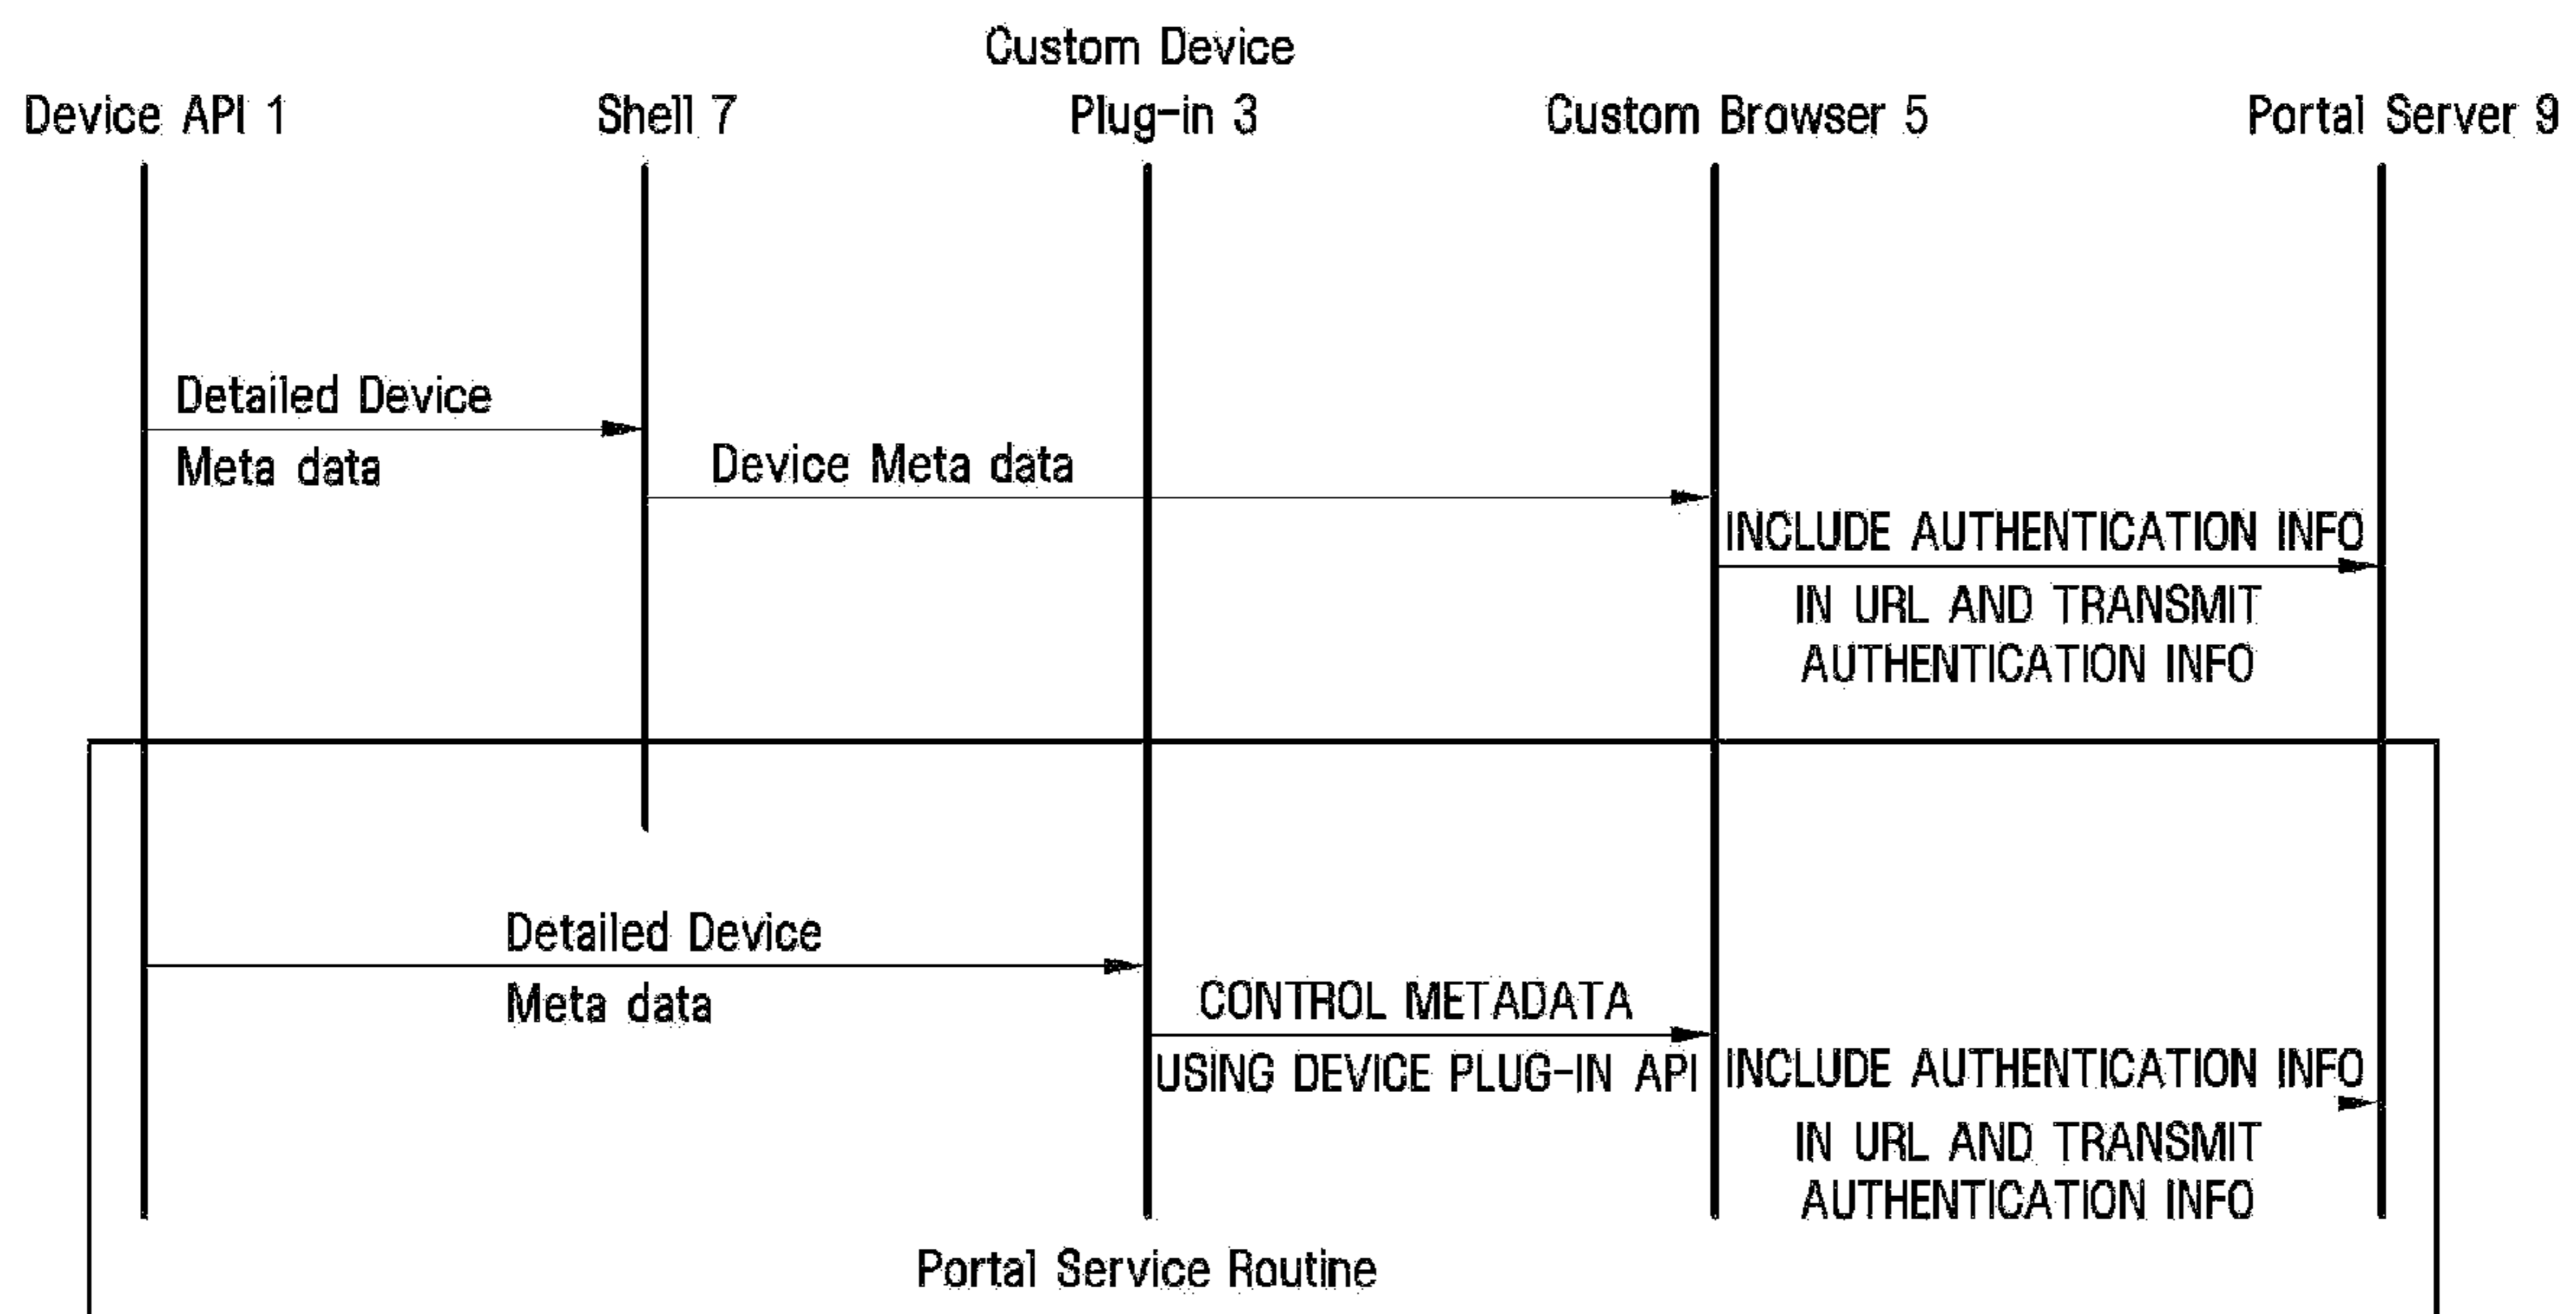 Custom Device
Device API 1
Shell 7
Plug-in 3
Custom Browser 5
Portal Server 9
Detailed Device
Meta data
Device Meta data
INCLUDE AUTHENTICATION INFO
IN URL AND TRANSMIT
AUTHENTICATION INFO
Detailed Device
Meta data
CONTROL METADATA
USING DEVICE PLUG-IN API
INCLUDE AUTHENTICATION INFO
IN URL AND TRANSMIT
AUTHENTICATION INFO
Portal Service Routine